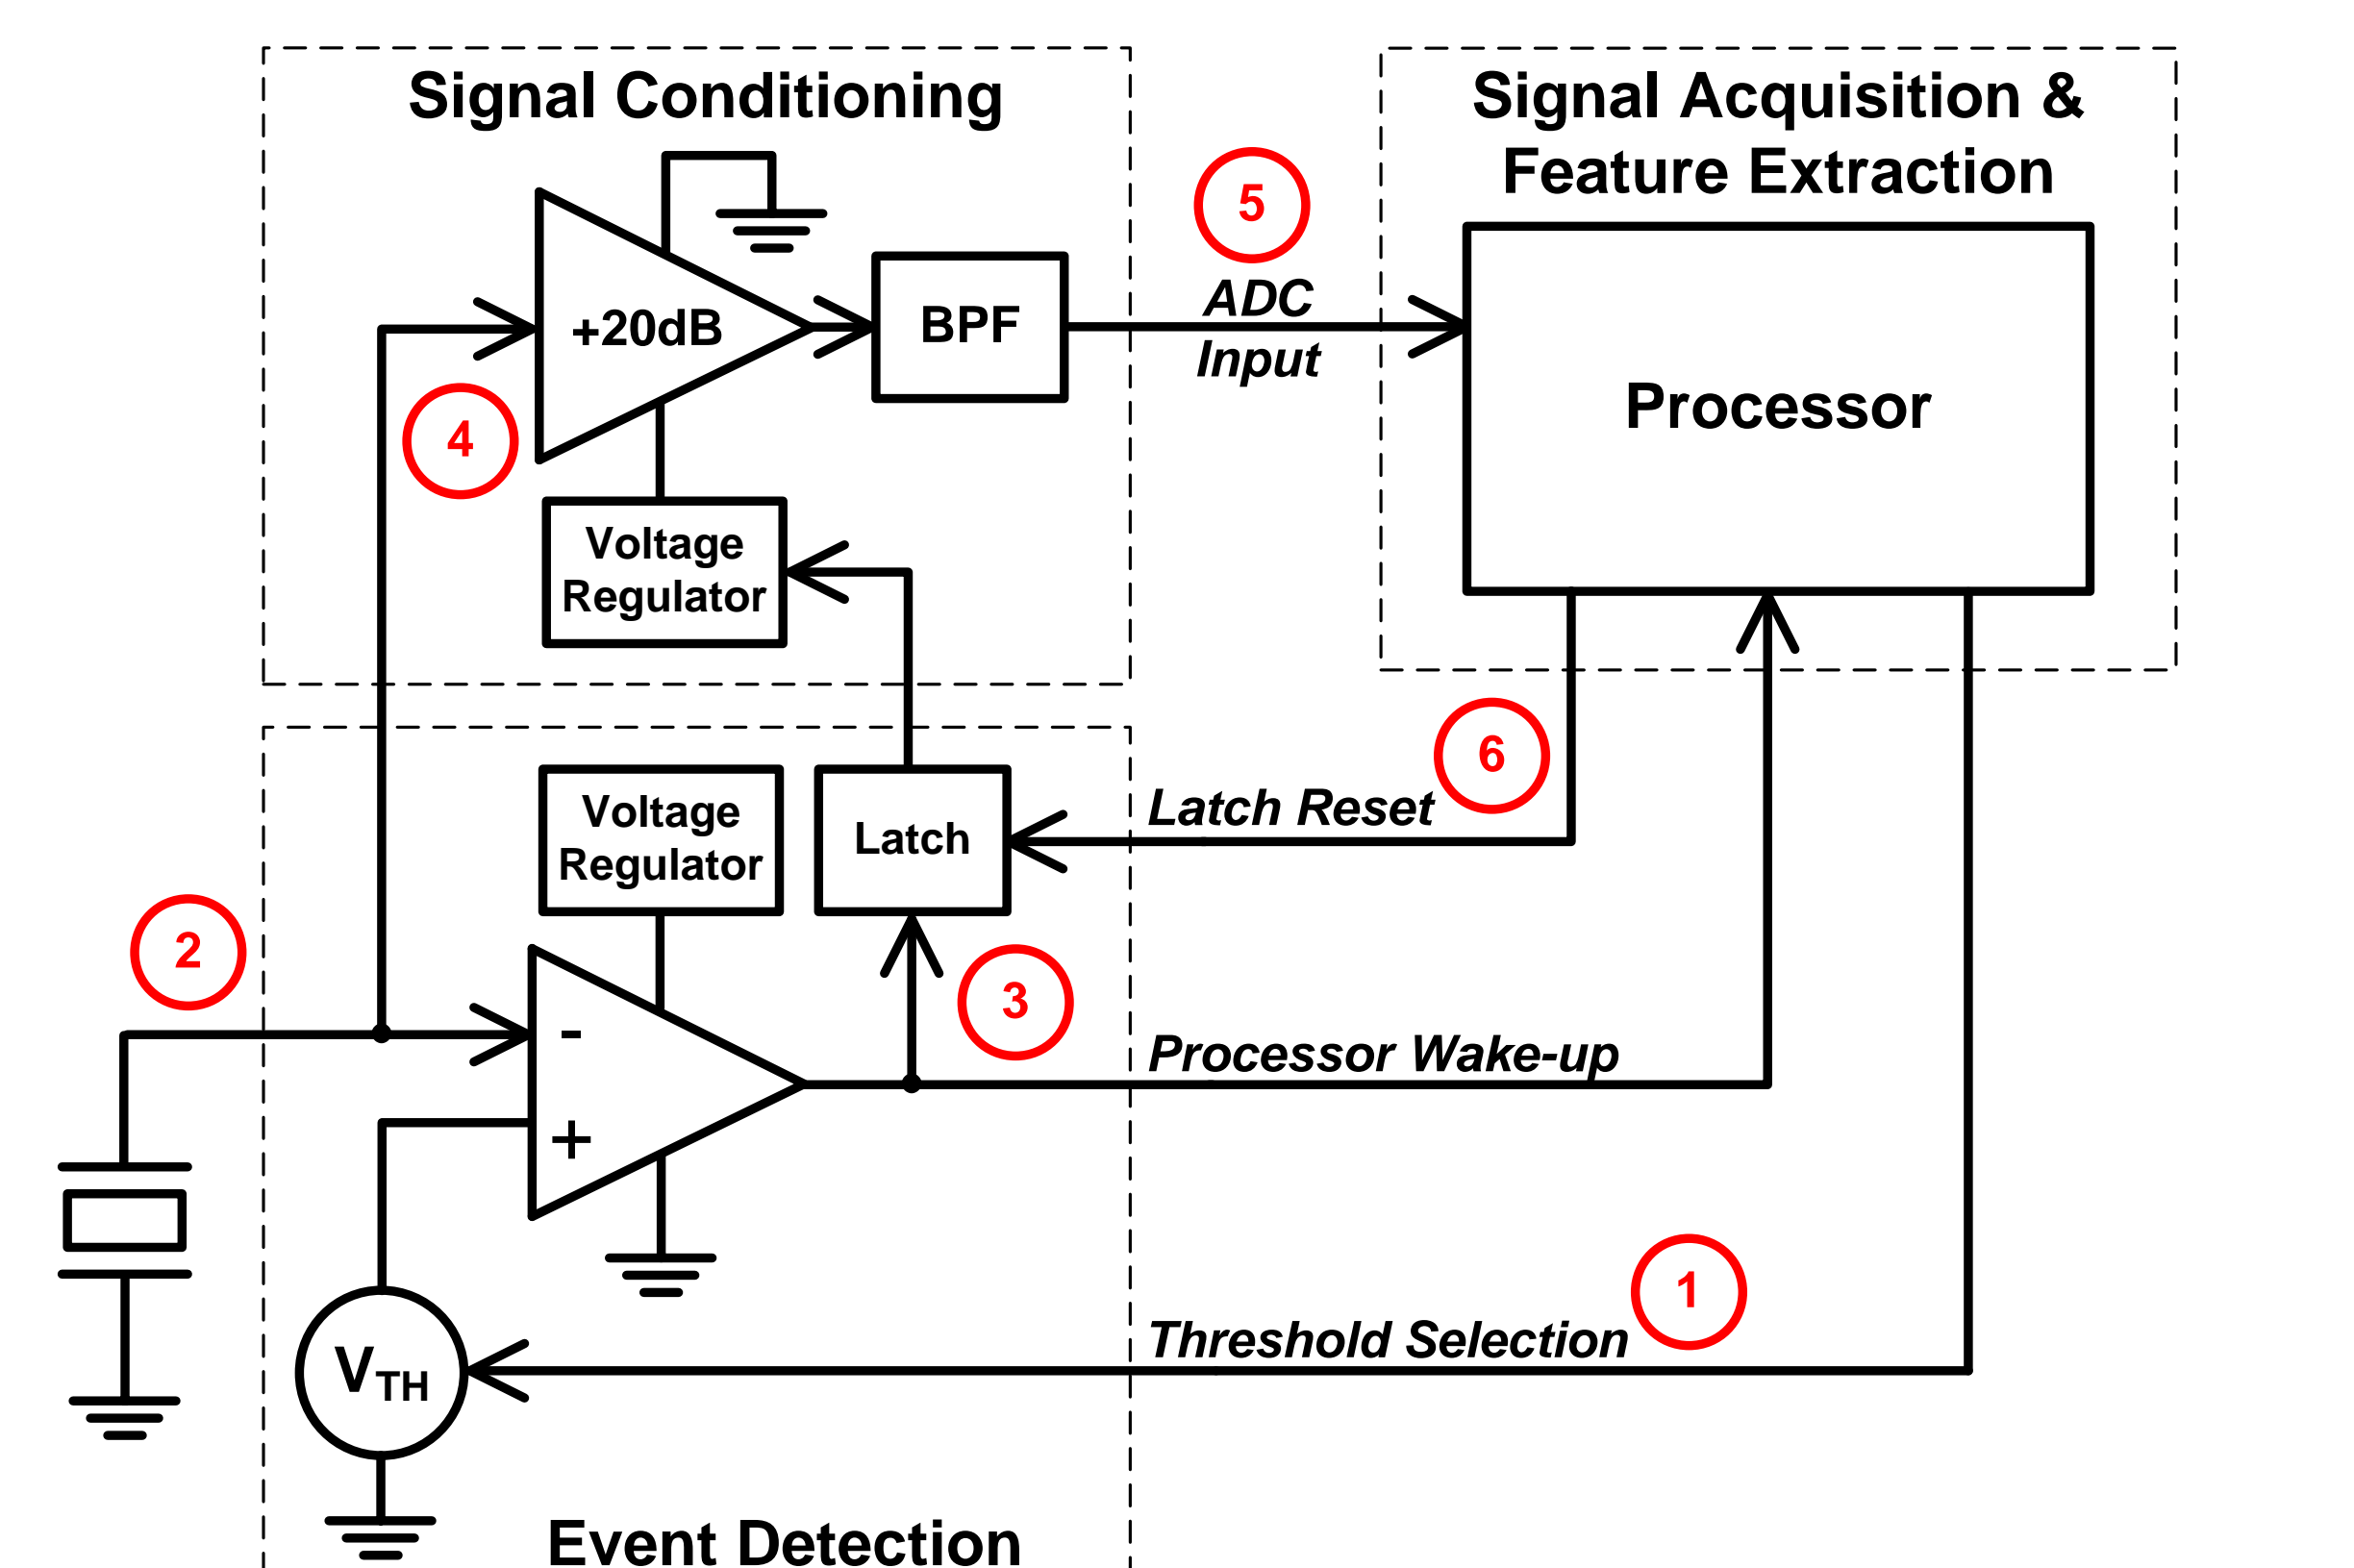 Signal Conditioning
Signal Acquisition &
Feature Extraction
5
ADC
Input
+20dB
BPF
Processor
4
Voltage
Regulator
6
Latch Reset
Voltage
Regulator
Latch
2
3
-
Processor Wake-up
+
1
Threshold Selection
VTH
Event Detection